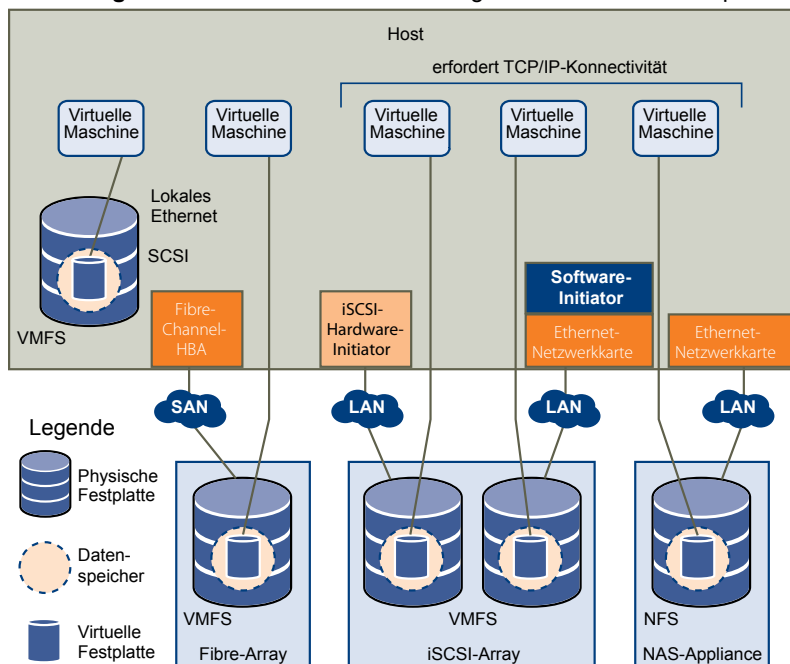 Host
erfordert TCP/IP-Konnectivität
Virtuelle
Maschine
Virtuelle
Maschine
Virtuelle
Maschine
Virtuelle
Maschine
Virtuelle
Maschine
Lokales
Ethernet
SCSI
VMFS
Fibre-
Channel-
HBA
iSCSI-
Hardware-
Initiator
Software-
Initiator
Ethernet-
Netzwerkkarte
Ethernet-
Netzwerkkarte
SAN
LAN
LAN
LAN
Legende
Physische
Festplatte
Daten-
speicher
Virtuelle
Festplatte
VMFS
Fibre-Array
VMFS
iSCSI-Array
NFS
NAS-Appliance